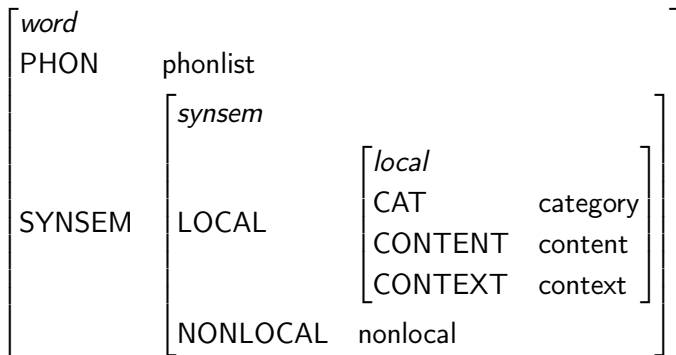 word
PHON phonlist
synsem
local
CAT category
SYNSEM LOCAL CONTENT content
CONTEXT context
NONLOCAL nonlocal